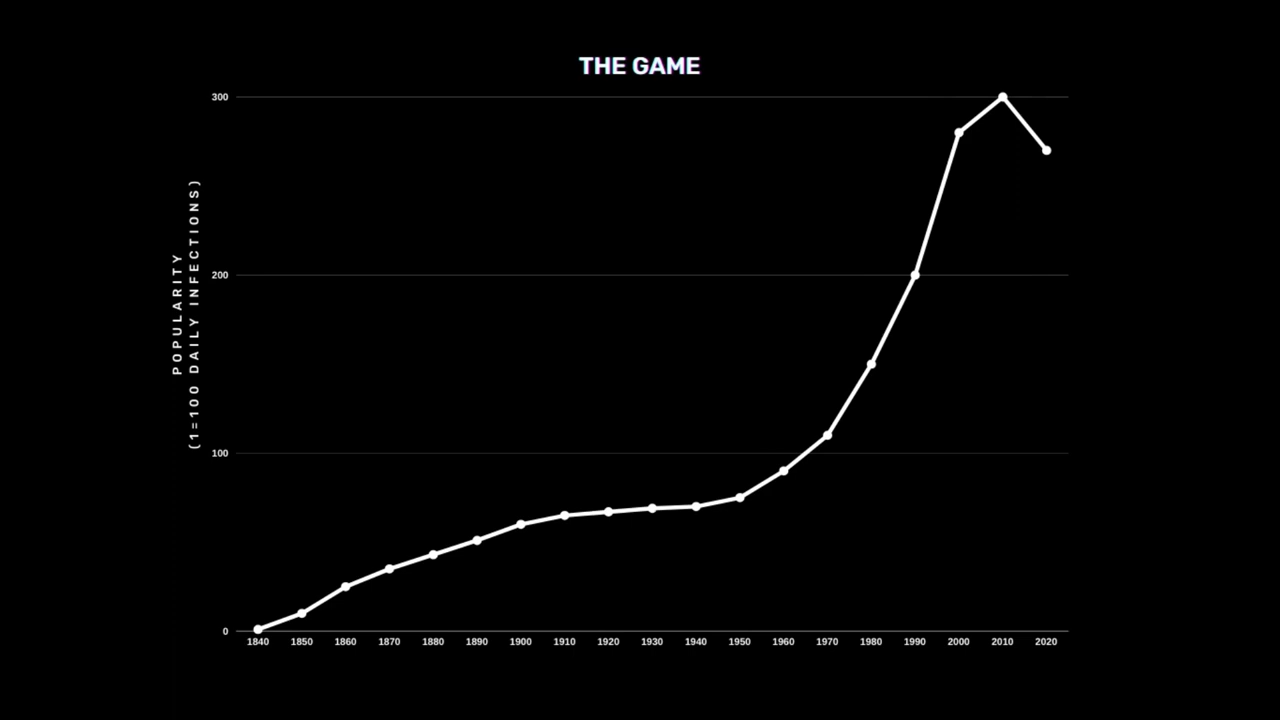 THE GAME
POPULARITY
(1=100 DAILY INFECTIONS)
300
200
100
0
1840 1850 1860 1870 1880 1890 1900 1910 1920 1930 1940 1950 1960 1970 1980 1990 2000 2010 2020